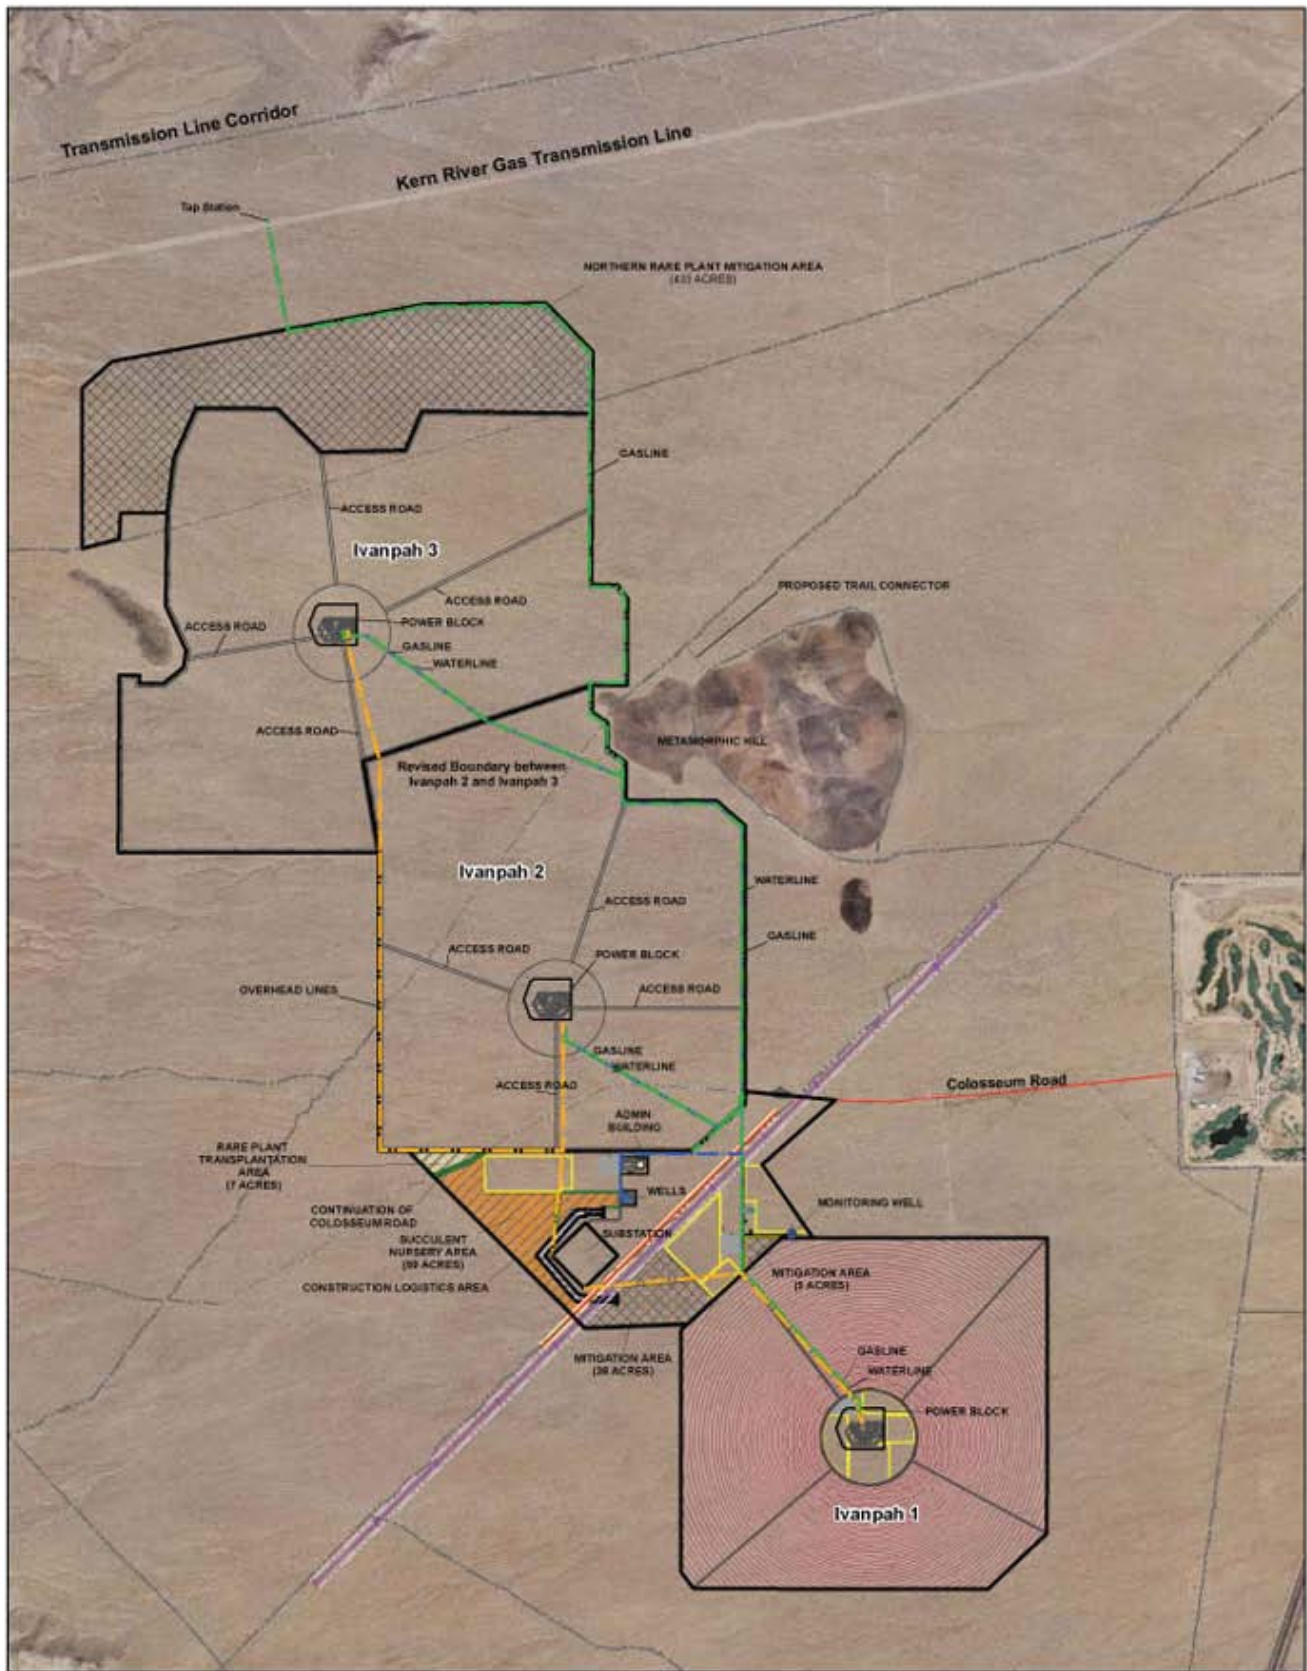 Transmission Line Corridor
Kern River Gas Transmission Line
Tap Station
NORTHERN RARE PLANT MITIGATION AREA
GASLINE
ACCESS ROAD
Ivanpah 3
PROPOSED TRAIL CONNECTOR
ACCESS ROAD
POWER BLOCK
ACCESS ROAD
GASLINE
WATERLINE
ACCESS ROAD
METAMORPHIC HILL
Revised Boundary between
Ivanpah 2 and Ivanpah 3
Ivanpah 2
WATERLINE
ACCESS ROAD
GASLINE
ACCESS ROAD
POWER BLOCK
OVERHEAD LINES
ACCESS ROAD
GASLINE
WATERLINE
ACCESS ROAD
Colosseum Road
ADMIN
BUILDING
RARE PLANT
TRANSPLANTATION
AREA
(7 ACRES)
WELLS
MONITORING WELL
CONTINUATION OF
COLOSSEUM ROAD
SUBSTATION
SUCCULENT
NURSERY AREA
CONSTRUCTION LOGISTICS AREA
MITIGATION AREA
(5 ACRES)
MITIGATION AREA
GASLINE
WATERLINE
POWER BLOCK
Ivanpah 1